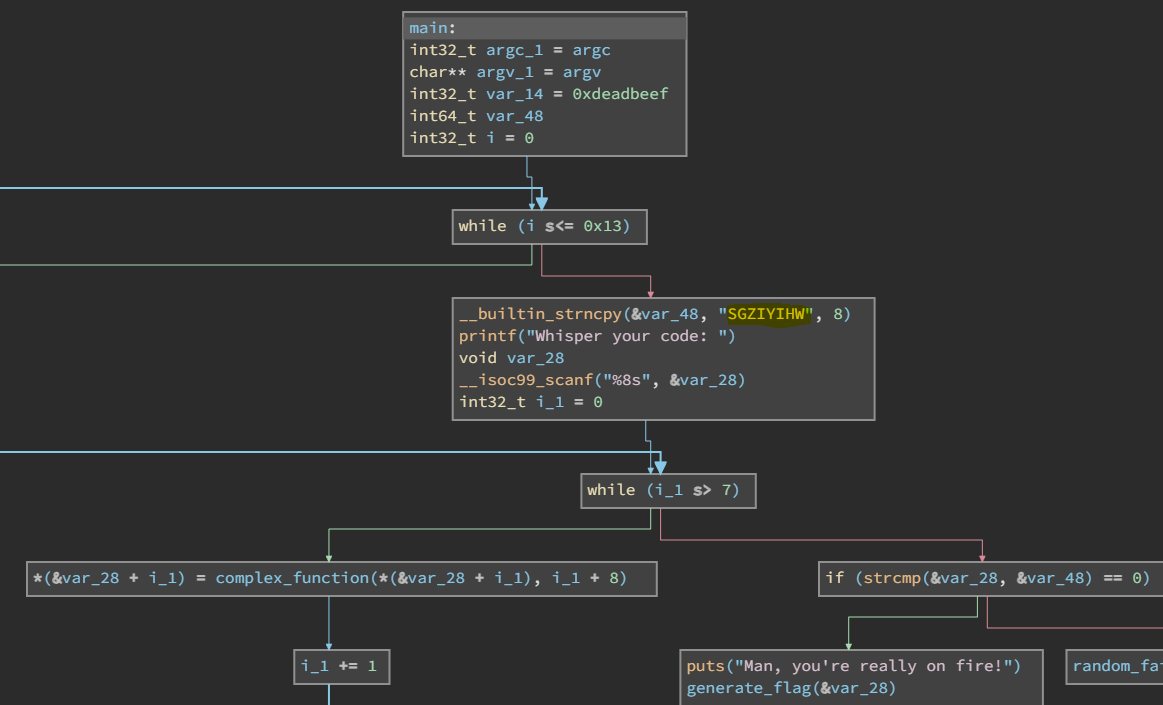 main:
int32_t argc_1 = argc
char** argv_1 = argv
int32_t var_14 = 0xdeadbeef
int64_t var_48
int32_t i = 0
while (i s<= 0x13)
__builtin_strncpy(&var_48, "SGZIYIHW", 8)
printf("Whisper your code: ")
void var_28
__isoc99_scanf("%8s", &var_28)
int32_t i_1 = 0
while (i_1 s> 7)
*(&var_28 + i_1) = complex_function(*(&var_28 + i_1), i_1 + 8)
if (strcmp(&var_28, &var_48) == 0)
i_1 += 1
puts("Man, you're really on fire!")
generate_flag(&var_28)